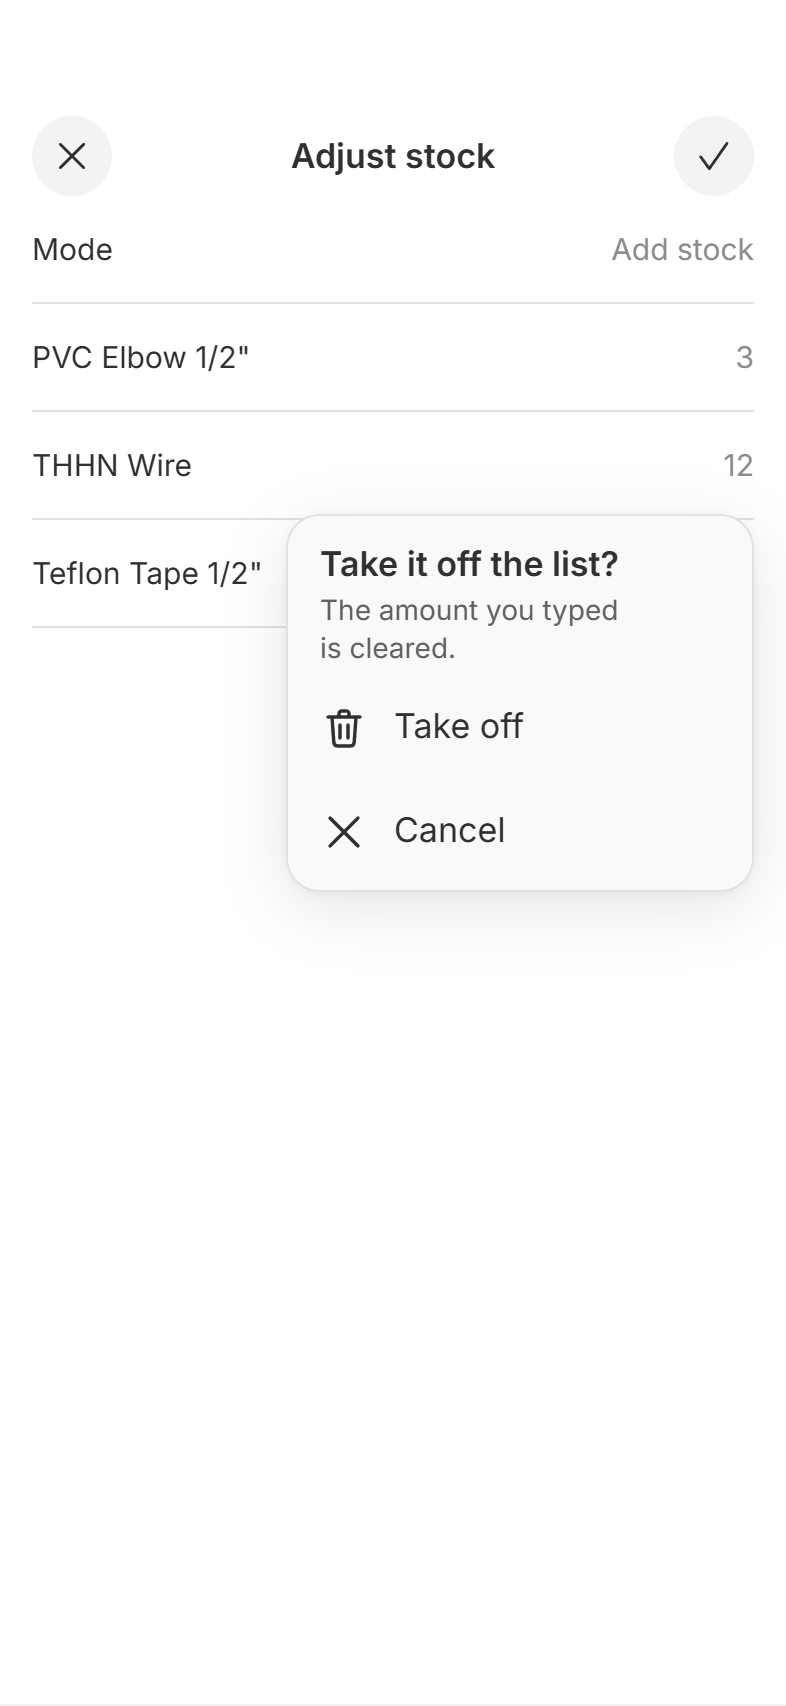 Adjust stock
Mode Add stock
PVC Elbow 1/2" 3
THHN Wire 12
Teflon Tape 1/2"
Take it off the list?
The amount you typed
is cleared.
Take off
Cancel